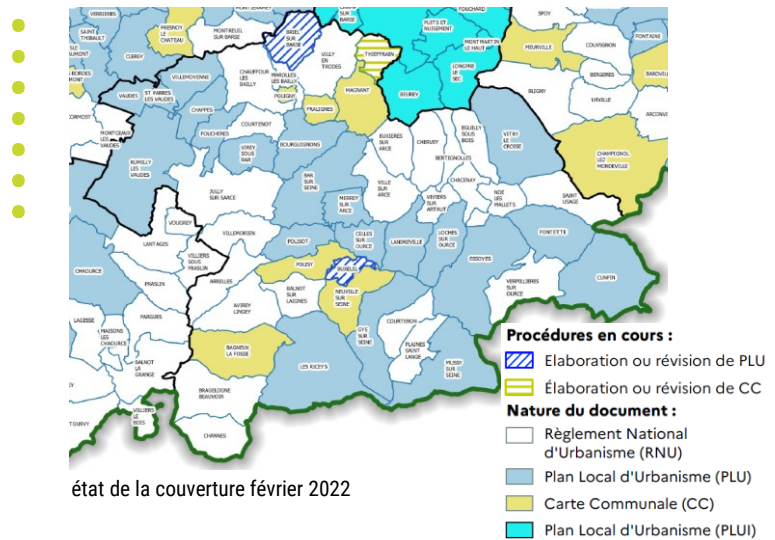 VERRIERES
FOUCHARD
SPOY
FONTAINE
SAINT
THIBAULT
CLEREY
FRESNOY
LE
CHATEAU
MONTREUIL
SUR
BARSE
BRIEL
SUR
BARSE
VILLY
EN
TRODES
THIEFFRAIN
PUITS ET
NUISEMENT
MONTMARTIN
LE HAUT
LONGPRE
LE
SEC
MEURVILLE
COUVIGNON
BERGERES
URVILLE
BLIGNY
VILLEMOYENNE
CHAUFFOUR
LES
BAILLY
MAROLLES
LES BAILLY
POLIGNY
MAGNANT
BEUREY
VAUDES
ST PARRES
LES VAUDES
CHAPPES
FRALIGNES
COURTENOT
FOUCHERES
VIREY
SOUS
BAR
BOURGUIGNONS
BUXIERES
SUR
ARCE
CHERVEY
EGUILLY
SOUS
BOIS
BERTIGNOLLES
VITRY
LE
CROISE
CHAMPIGNOL
LEZ
MONDEVILLE
MONTCEAUX
LES
VAUDES
RUMILLY
LES
VAUDES
JULLY
SUR SARCE
BAR
SUR
SEINE
MERREY
SUR
ARCE
VILLE
SUR
ARCE
CHACENAY
VIVIERS
SUR
ARTAUT
NOE
LES
MALLETS
SAINT
USAGE
VOUGREY
VILLEMORIEN
LANTAGES
VILLIERS
SOUS
PRASLIN
POLISOT
CELLES
SUR
OURCE
LANDREVILLE
LOCHES
SUR
OURCE
FONTETTE
ESSOYES
CUNFIN
CHAOURCE
PRASLIN
ARRELLES
POLISY
BUXEUIL
VERPILLIERES
SUR
OURCE
BALNOT
SUR
LAIGNES
NEUVILLE
SUR
SEINE
AVIREY
LINGEY
PARGUES
LAGESSE
MAISONS
LES
CHAOURCE
GYE
SUR
SEINE
COURTERON
PLAINES
SAINT
LANGE
MUSSY
SUR
SEINE
BAGNEUX
LA FOSSE
LES RICEYS
BALNOT
LA
GRANGE
BRAGELOGNE
BEAUVOIR
VILLIERS
LE
BOIS
CHANNES
Procédures en cours :
Elaboration ou révision de PLU
Élaboration ou révision de CC
Nature du document :
Règlement National
d'Urbanisme (RNU)
Plan Local d'Urbanisme (PLU)
Carte Communale (CC)
Plan Local d'Urbanisme (PLUI)
état de la couverture février 2022